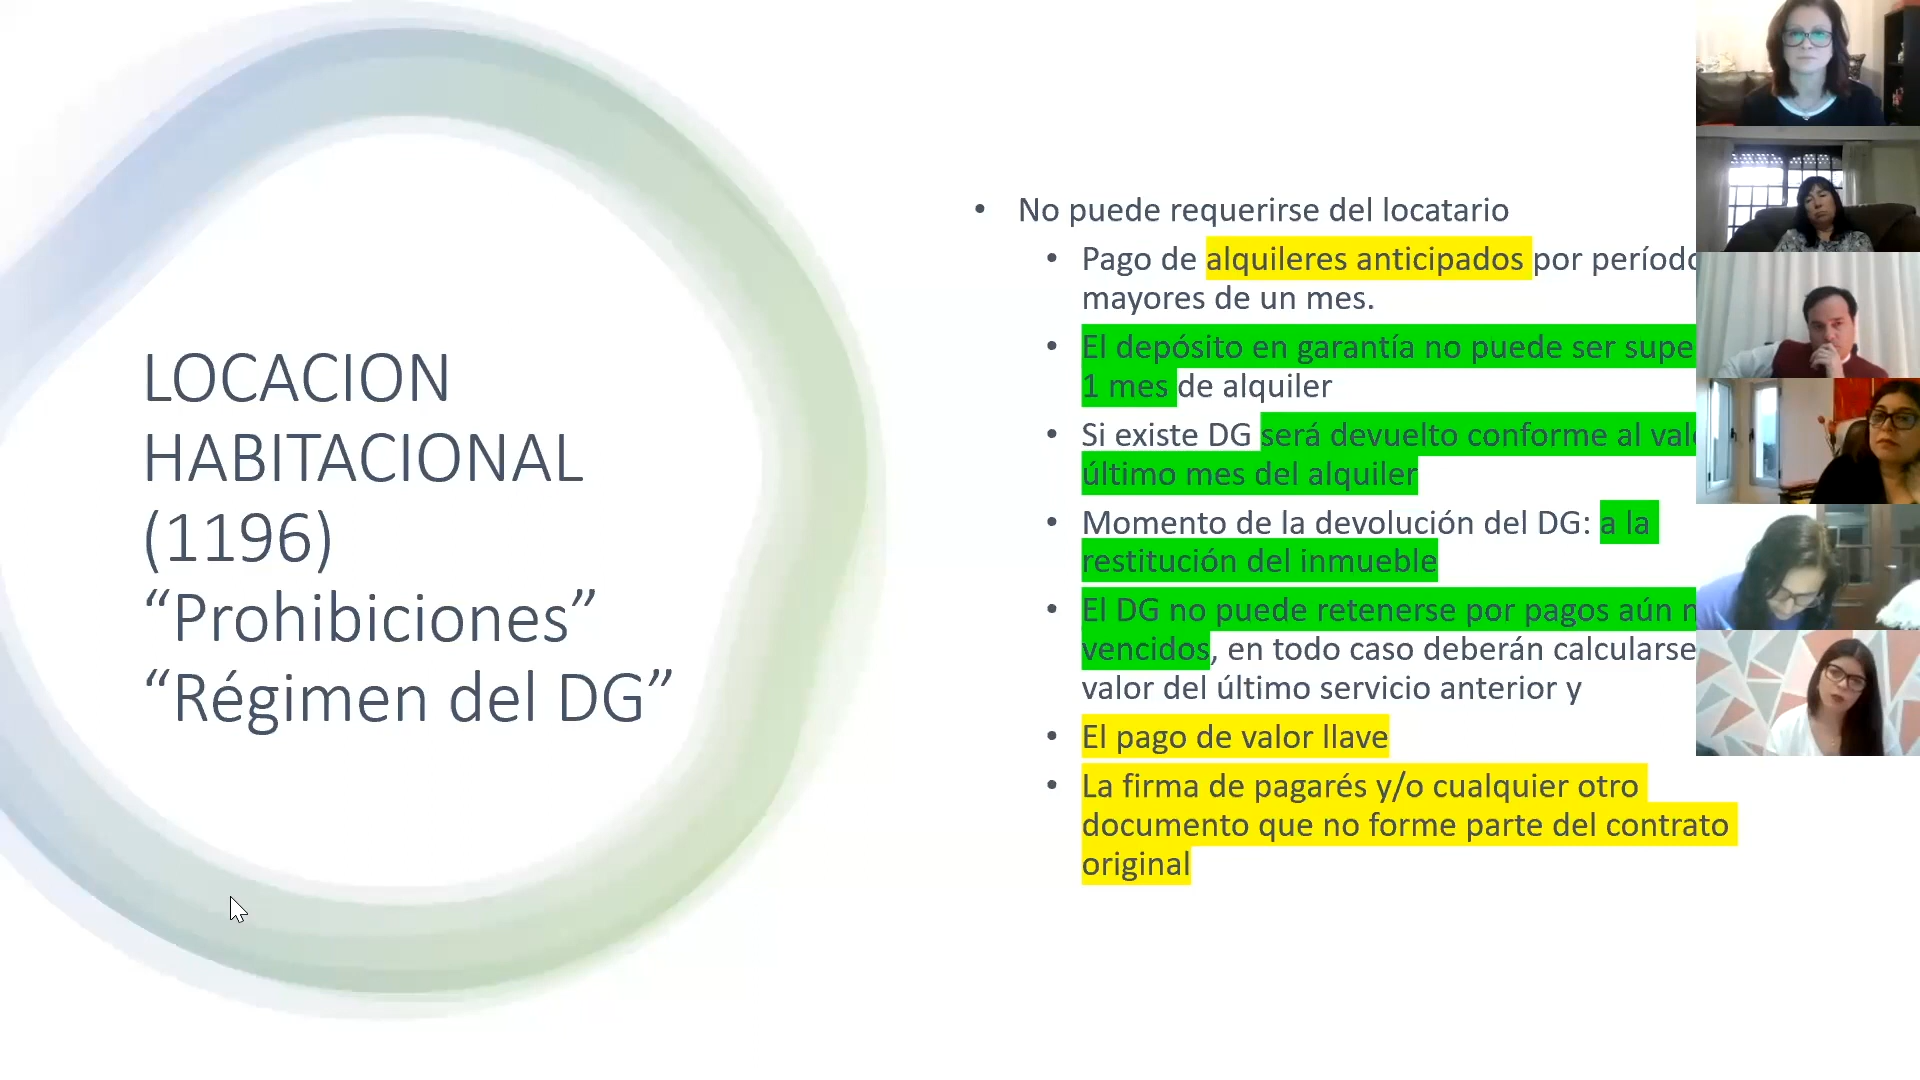 LOCACION
HABITACIONAL
(1196)
“Prohibiciones”
“Régimen del DG”
• No puede requerirse del locatario
• Pago de alquileres anticipados por
mayores de un mes.
• El depósito en garantía no puede ser
1 mes de alquiler
• Si existe DG será devuelto conforme al
último mes del alquiler
• Momento de la devolución del DG: a la
restitución del inmueble
• El DG no puede retenerse por pagos aún
vencidos, en todo caso deberán calcularse
valor del último servicio anterior y
• El pago de valor llave
• La firma de pagarés y/o cualquier otro
documento que no forme parte del contrato
original